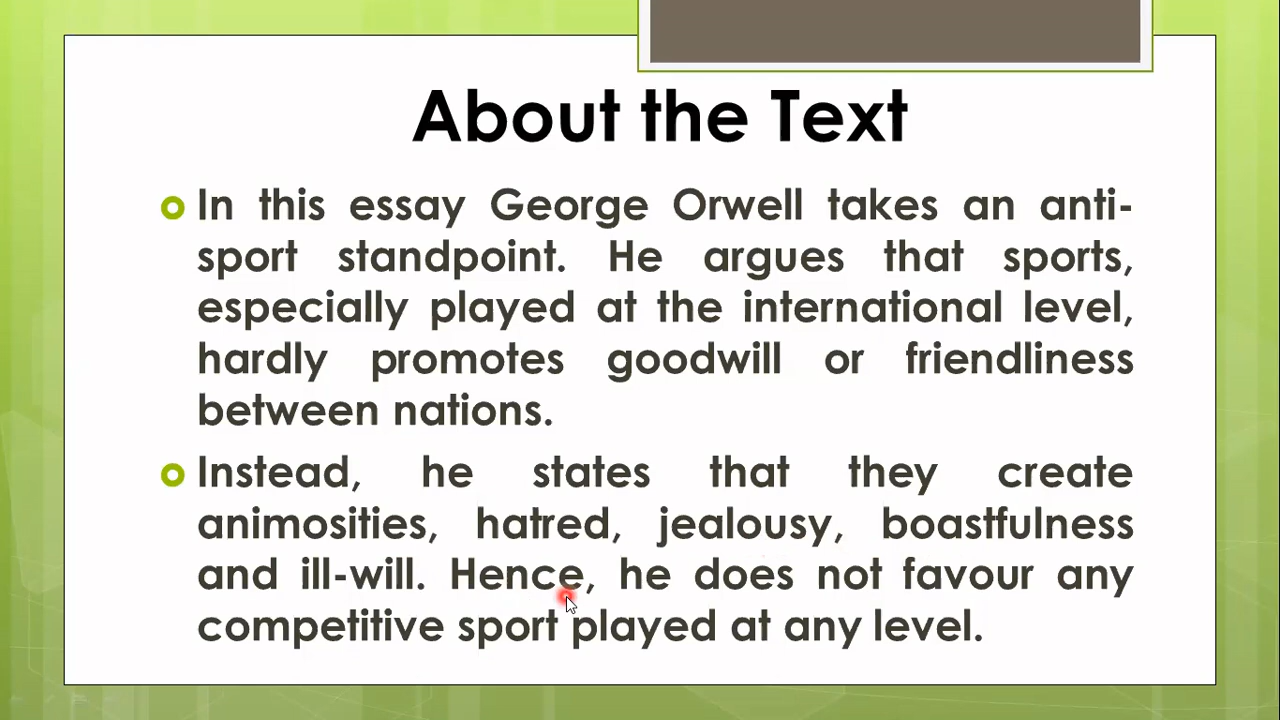 About the Text
In this essay George Orwell takes an anti-
sport standpoint. He argues that sports,
especially played at the international level,
hardly promotes goodwill or friendliness
between nations.
Instead, he states that they create
animosities, hatred, jealousy, boastfulness
and ill-will. Hence, he does not favour any
competitive sport played at any level.